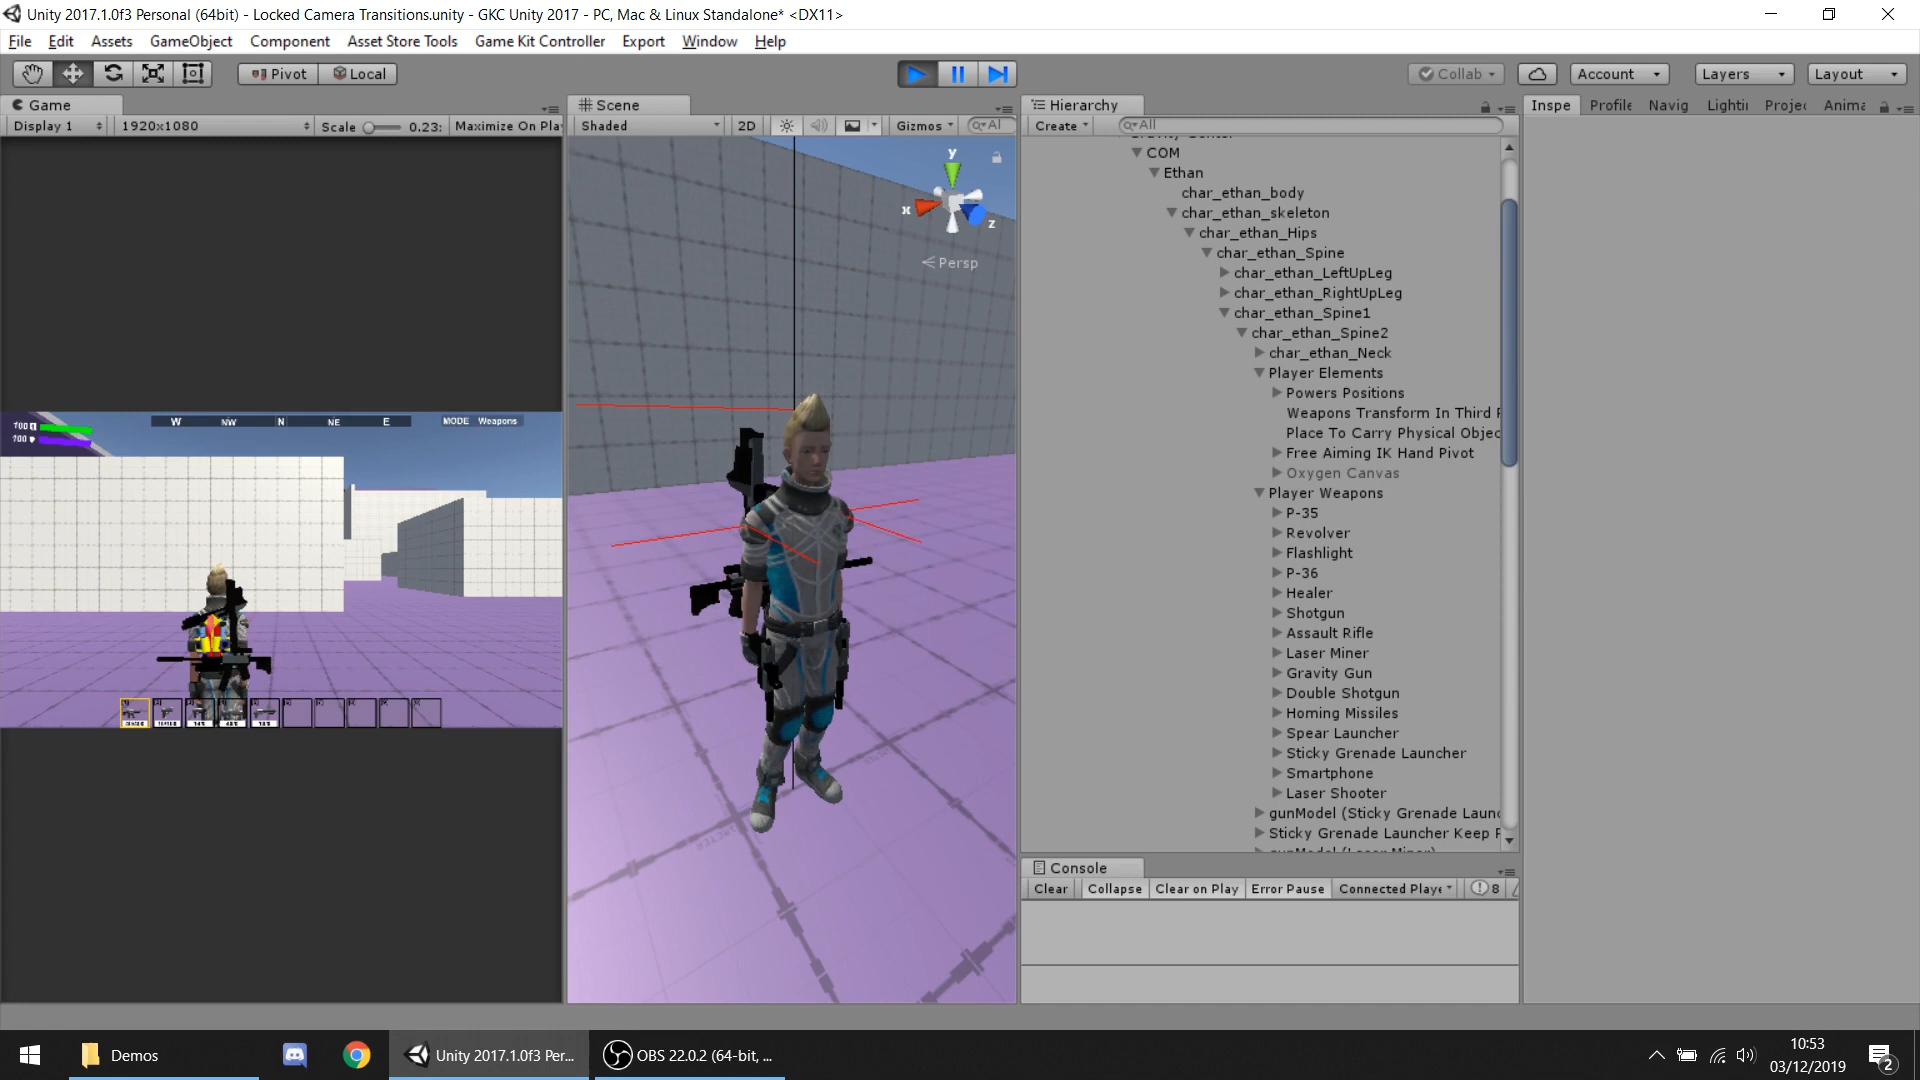 Unity 2017.1.0f3 Personal (64bit) - Locked Camera Transitions.unity - GKC Unity 2017 - PC, Mac & Linux Standalone* <DX11>
File Edit Assets GameObject Component Asset Store Tools Game Kit Controller Export Window Help
Pivot Local Collab Account Layers Layout
Game Scene Hierarchy Inspe Profile Navig Lighti Projec Anima
Display 1 1920x1080 Scale 0.23: Maximize On Pla Shaded 2D Gizmos Al Create All
COM
Ethan
char_ethan_body
char_ethan_skeleton
char_ethan_Hips
char_ethan_Spine
char_ethan_LeftUpLeg
char_ethan_RightUpLeg
char_ethan_Spine1
char_ethan_Spine2
char_ethan_Neck
Player Elements
Powers Positions
Weapons Transform In Third P
Place To Carry Physical Objec
Free Aiming IK Hand Pivot
Oxygen Canvas
Player Weapons
P-35
Revolver
Flashlight
P-36
Healer
Shotgun
Assault Rifle
Laser Miner
Gravity Gun
Double Shotgun
Homing Missiles
Spear Launcher
Sticky Grenade Launcher
Smartphone
Laser Shooter
gunModel (Sticky Grenade Laun
Sticky Grenade Launcher Keep P
y
x
z
Persp
100
100
W NW N NE E
MODE Weapons
Console
Clear Collapse Clear on Play Error Pause Connected Playe 8
Demos
Unity 2017.1.0f3 Per...
OBS 22.0.2 (64-bit, ...
10:53
03/12/2019
2